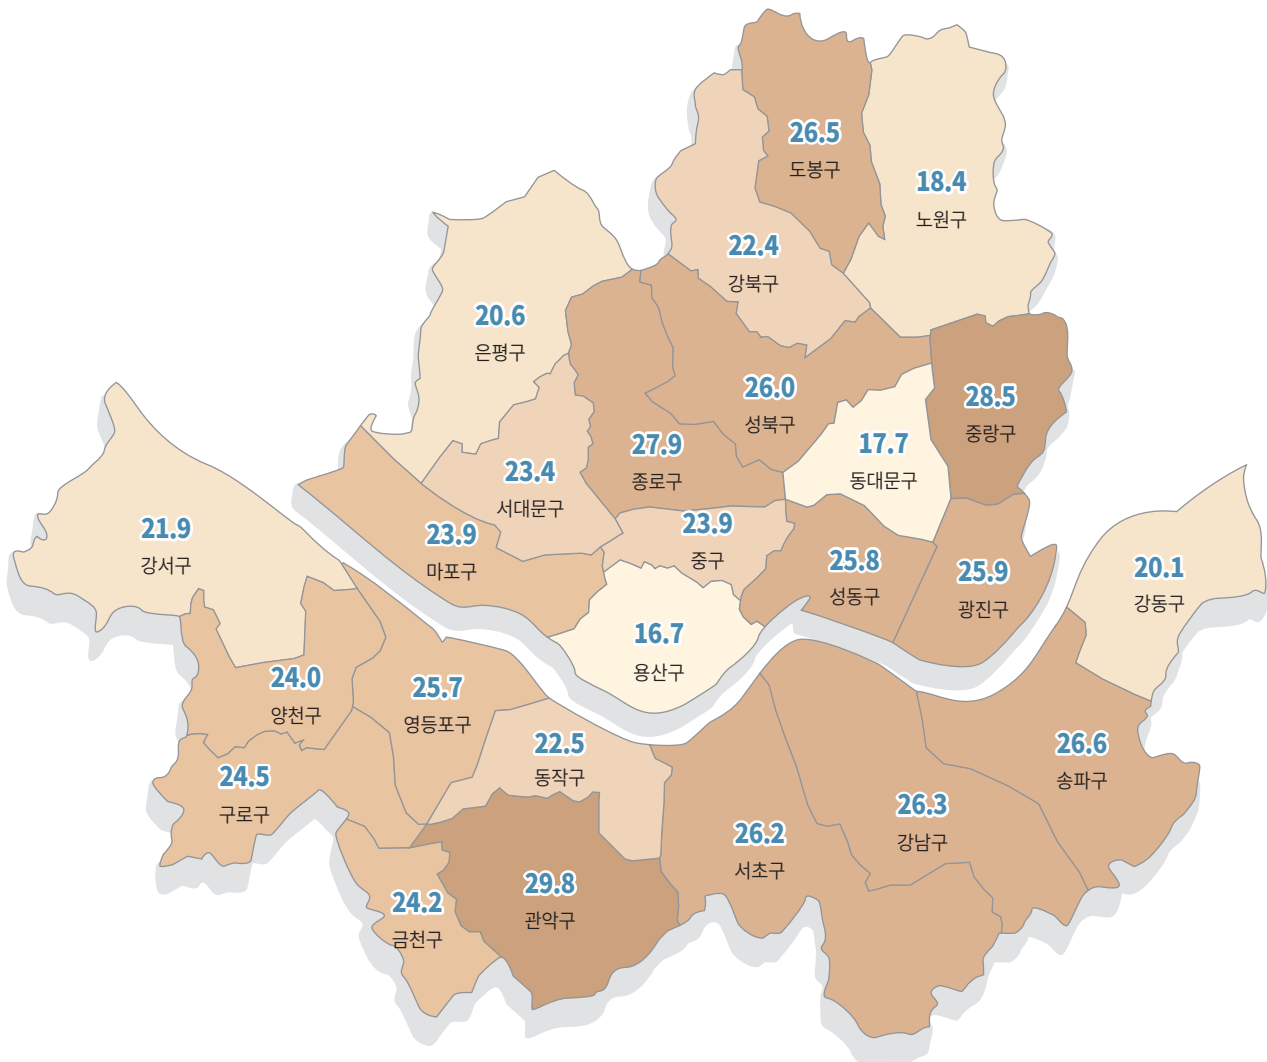 26.5
도봉구
18.4
노원구
22.4
강북구
20.6
은평구
26.0
성북구
28.5
중랑구
27.9
종로구
17.7
동대문구
23.4
서대문구
23.9
마포구
23.9
중구
21.9
강서구
25.8
성동구
25.9
광진구
20.1
강동구
16.7
용산구
24.0
양천구
25.7
영등포구
22.5
동작구
26.6
송파구
24.5
구로구
26.3
강남구
26.2
서초구
29.8
관악구
24.2
금천구